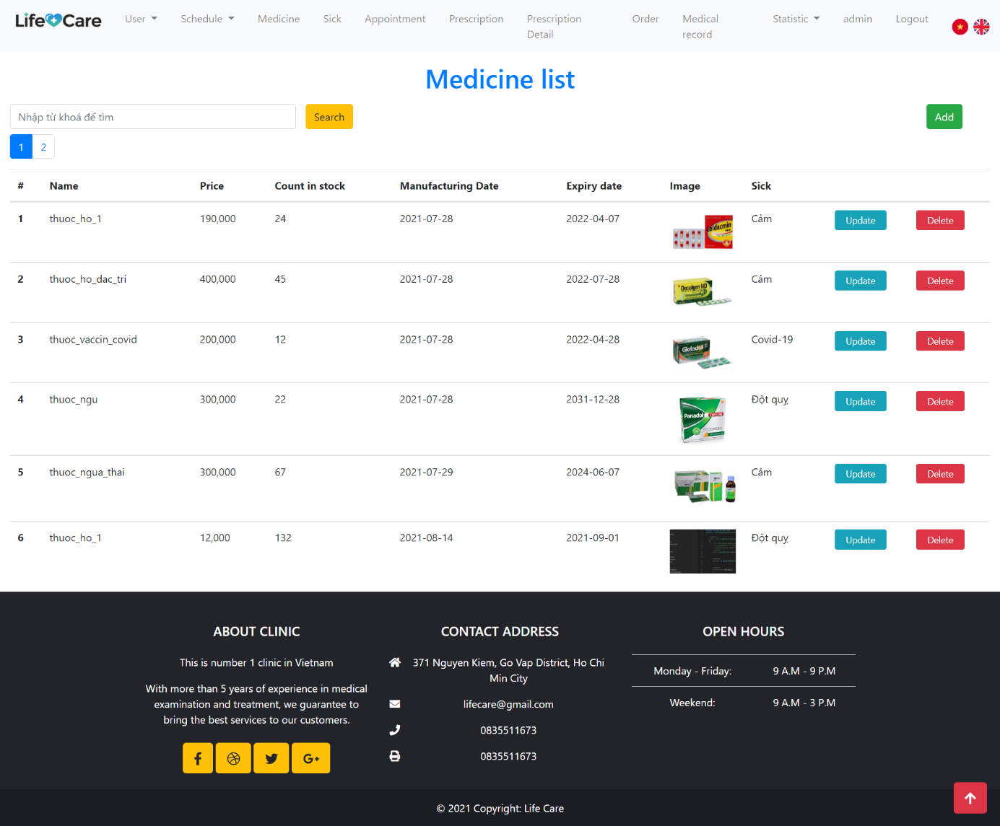 Life Care
User
Schedule
Medicine
Sick
Appointment
Prescription
Prescription Detail
Order
Medical record
Statistic
admin
Logout
Medicine list
Nhập từ khoá để tìm
Search
Add
1 2
# Name Price Count in stock Manufacturing Date Expiry date Image Sick
1 thuoc_ho_1 190,000 24 2021-07-28 2022-04-07 Coldacmin Cảm Update Delete
2 thuoc_ho_dac_tri 400,000 45 2021-07-28 2022-07-28 Decolgen ND Cảm Update Delete
3 thuoc_vaccin_covid 200,000 12 2021-07-28 2022-04-28 Glotadol F Covid-19 Update Delete
4 thuoc_ngu 300,000 22 2021-07-28 2031-12-28 Panadol Đột quỵ Update Delete
5 thuoc_ngua_thai 300,000 67 2021-07-29 2024-06-07 Cảm Update Delete
6 thuoc_ho_1 12,000 132 2021-08-14 2021-09-01 Đột quỵ Update Delete
ABOUT CLINIC
This is number 1 clinic in Vietnam
With more than 5 years of experience in medical
examination and treatment, we guarantee to
bring the best services to our customers.
CONTACT ADDRESS
371 Nguyen Kiem, Go Vap District, Ho Chi
Min City
lifecare@gmail.com
0835511673
0835511673
OPEN HOURS
Monday - Friday: 9 A.M - 9 P.M
Weekend: 9 A.M - 3 P.M
© 2021 Copyright: Life Care